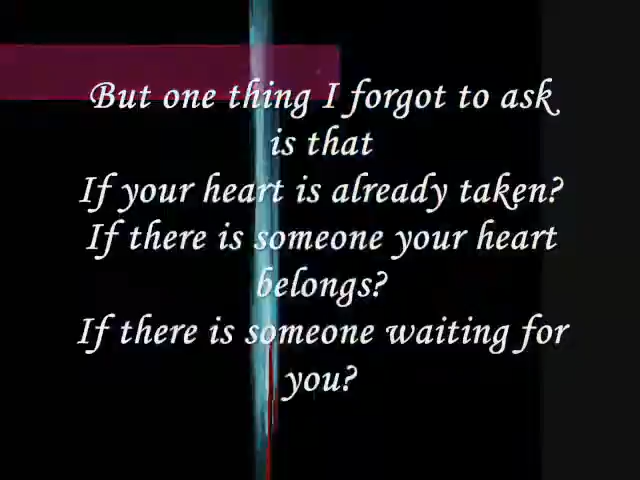 But one thing I forgot to ask
is that
If your heart is already taken?
If there is someone your heart
belongs?
If there is someone waiting for
you?